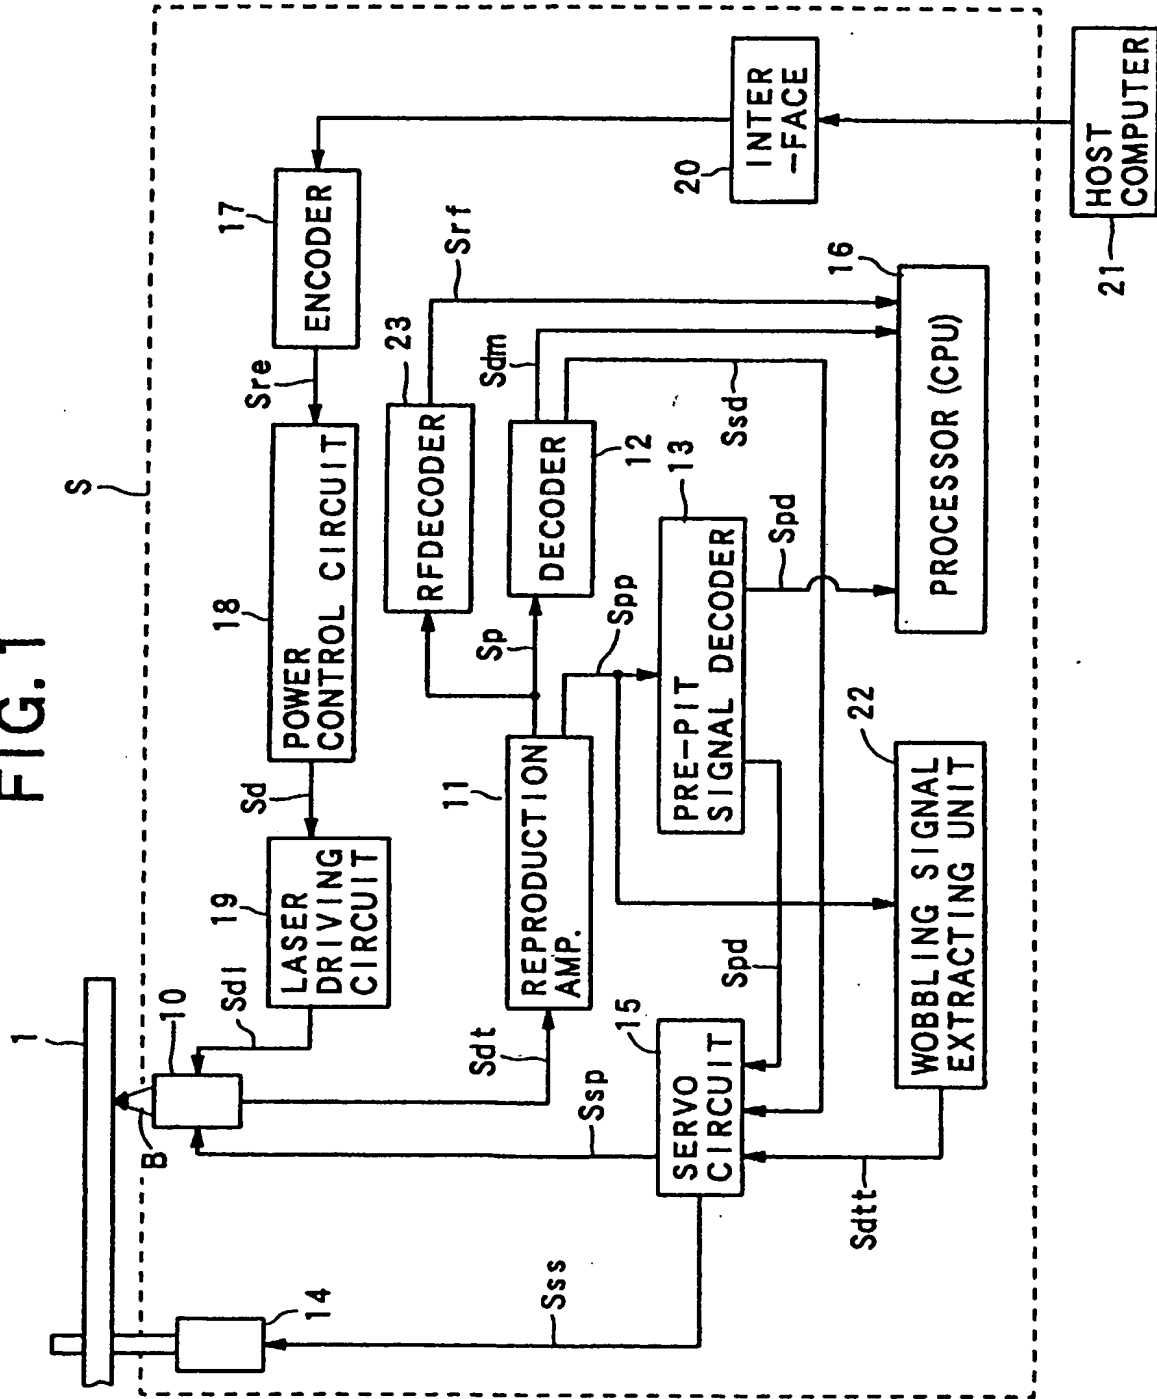 FIG. 1
S
1
10
B
Sdl
19
LASER
DRIVING
CIRCUIT
Sd
18
POWER
CONTROL CIRCUIT
Sre
17
ENCODER
14
Sss
Ssp
Sdt
11
REPRODUCTION
AMP.
Sp
23
RFDECODER
Srf
DECODER
12
Sdm
Ssd
Spp
13
PRE-PIT
SIGNAL DECODER
Spd
Spd
15
SERVO
CIRCUIT
Sdtt
22
WOBBLING SIGNAL
EXTRACTING UNIT
16
PROCESSOR (CPU)
20
INTER
-FACE
21
HOST
COMPUTER